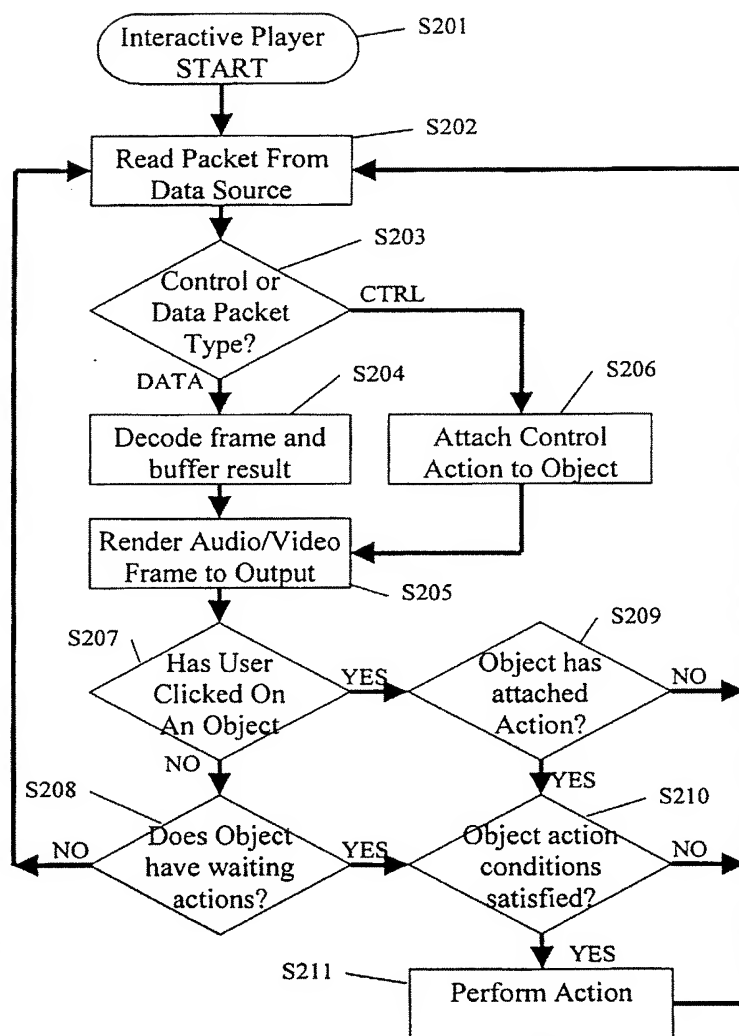 Interactive Player
START
S201
S202
Read Packet From
Data Source
S203
Control or
Data Packet
Type?
CTRL
DATA
S204
S206
Decode frame and
buffer result
Attach Control
Action to Object
Render Audio/Video
Frame to Output
S205
S207
S209
Has User
Clicked On
An Object
YES
Object has
attached
Action?
NO
NO
YES
S208
S210
NO
Does Object
have waiting
actions?
YES
Object action
conditions
satisfied?
NO
YES
S211
Perform Action